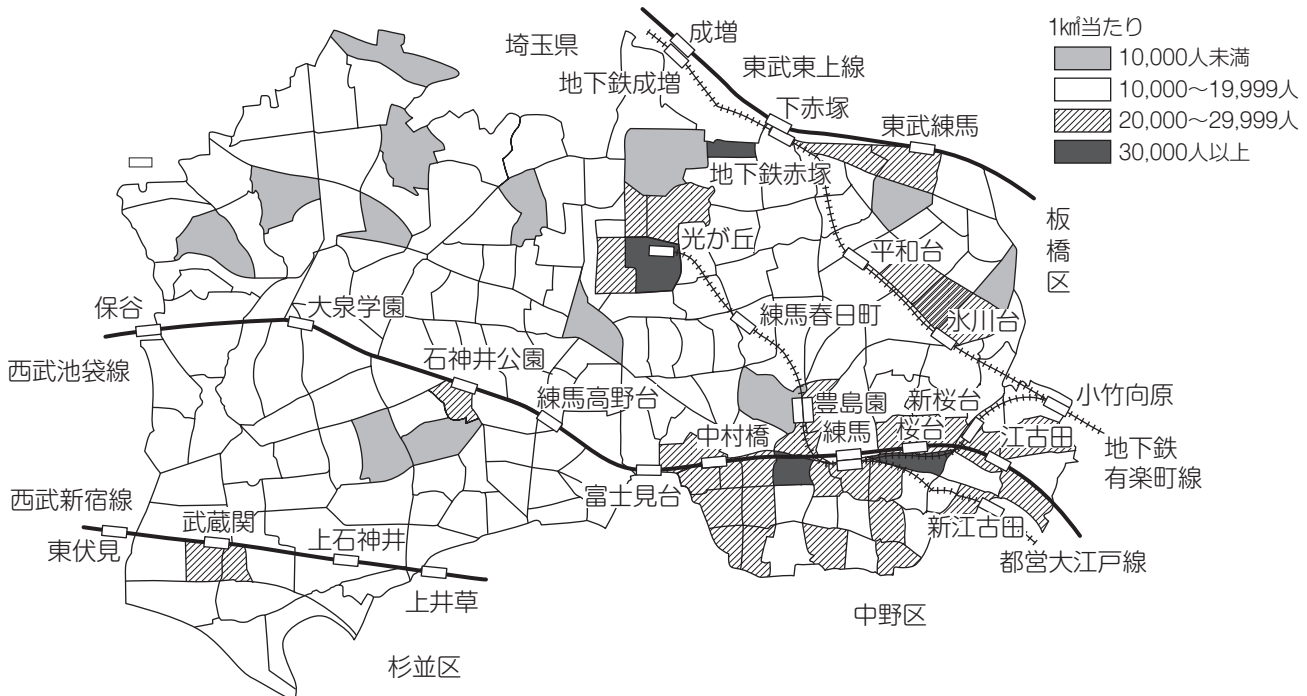 1㎢当たり
10,000人未満
10,000〜19,999人
20,000〜29,999人
30,000人以上
埼玉県
成増
地下鉄成増
東武東上線
下赤塚
東武練馬
地下鉄赤塚
板橋区
光が丘
平和台
保谷
大泉学園
練馬春日町
氷川台
西武池袋線
石神井公園
小竹向原
練馬高野台
豊島園
新桜台
中村橋
練馬
桜台
江古田
地下鉄
有楽町線
富士見台
西武新宿線
武蔵関
新江古田
東伏見
上石神井
都営大江戸線
上井草
中野区
杉並区